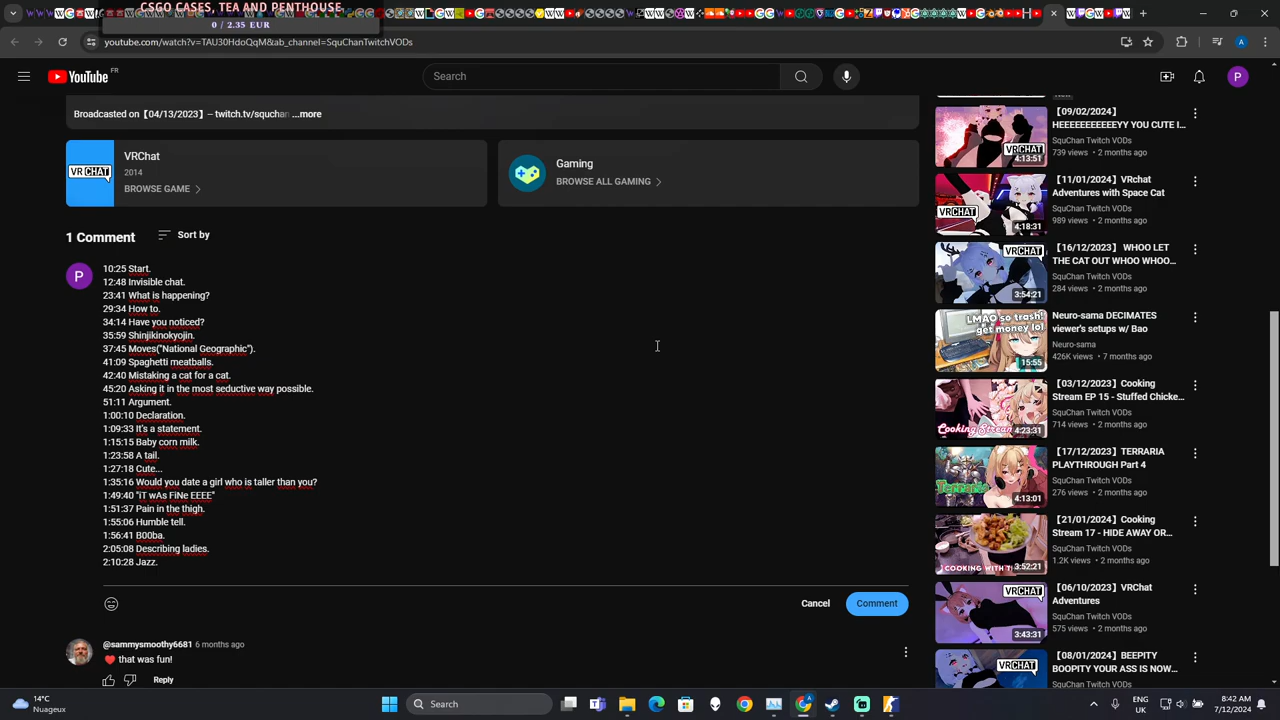 CSGO CASES, TEA AND PENTHOUSE
0 / 2.35 EUR
youtube.com/watch?v=TAU30HdoQqM&ab_channel=SquChanTwitchVODs
YouTube FR
Search
P
Broadcasted on【04/13/2023】-- twitch.tv/squcha ...more
VRCHAT
VRChat
2014
BROWSE GAME
Gaming
BROWSE ALL GAMING
1 Comment
Sort by
P
10:25 Start.
12:48 Invisible chat.
23:41 What is happening?
29:34 How to.
34:14 Have you noticed?
35:59 Shinjikinokyojin.
37:45 Moves("National Geographic").
41:09 Spaghetti meatballs.
42:40 Mistaking a cat for a cat.
45:20 Asking it in the most seductive way possible.
51:11 Argument.
1:00:10 Declaration.
1:09:33 It's a statement.
1:15:15 Baby corn milk.
1:23:58 A tail.
1:27:18 Cute...
1:35:16 Would you date a girl who is taller than you?
1:49:40 "iT wAs FiNe EEEE"
1:51:37 Pain in the thigh.
1:55:06 Humble tell.
1:56:41 B00ba.
2:05:08 Describing ladies.
2:10:28 Jazz.
Cancel
Comment
@sammysmoothy6681 6 months ago
❤️ that was fun!
Reply
【09/02/2024】
HEEEEEEEEEEYY YOU CUTE I...
SquChan Twitch VODs
739 views • 2 months ago
VRCHAT
4:13:51
【11/01/2024】VRchat
Adventures with Space Cat
SquChan Twitch VODs
989 views • 2 months ago
VRCHAT
4:18:31
【16/12/2023】 WHOO LET
THE CAT OUT WHOO WHOO...
SquChan Twitch VODs
284 views • 2 months ago
VRCHAT
3:54:21
LMAO so trash!
get money lol
15:55
Neuro-sama DECIMATES
viewer's setups w/ Bao
Neuro-sama
426K views • 7 months ago
【03/12/2023】Cooking
Stream EP 15 - Stuffed Chicke...
SquChan Twitch VODs
714 views • 2 months ago
Cooking Stream
4:23:31
【17/12/2023】TERRARIA
PLAYTHROUGH Part 4
SquChan Twitch VODs
276 views • 2 months ago
Terraria
4:13:01
【21/01/2024】Cooking
Stream 17 - HIDE AWAY OR...
SquChan Twitch VODs
1.2K views • 2 months ago
COOKING WITH
3:52:21
【06/10/2023】VRChat
Adventures
SquChan Twitch VODs
575 views • 2 months ago
VRCHAT
3:43:31
【08/01/2024】BEEPITY
BOOPITY YOUR ASS IS NOW...
SquChan Twitch VODs
VRCHAT
14°C
Nuageux
Search
ENG
UK
8:42 AM
7/12/2024